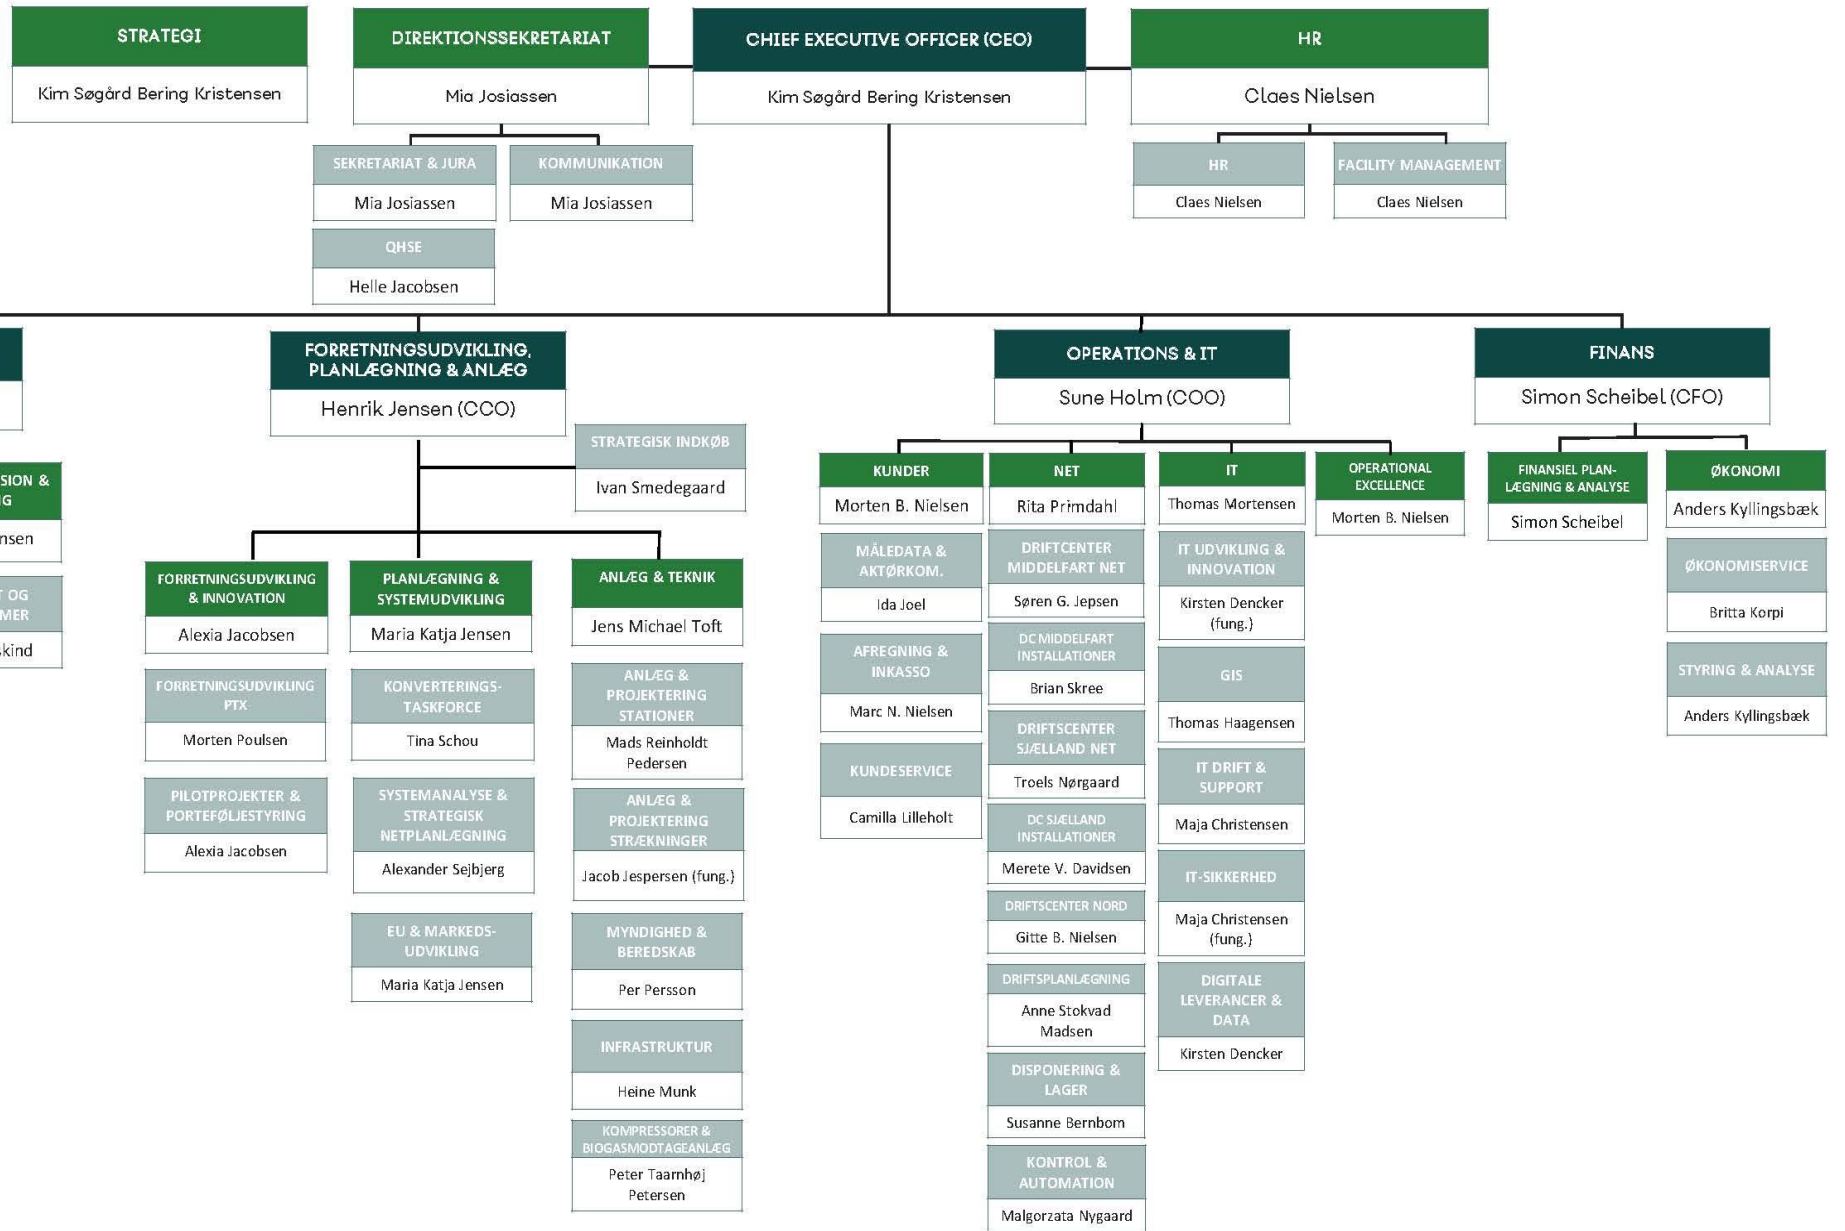 STRATEGI
Kim Søgård Bering Kristensen
DIREKTIONSSEKRETARIAT
Mia Josiassen
CHIEF EXECUTIVE OFFICER (CEO)
Kim Søgård Bering Kristensen
HR
Claes Nielsen
SEKRETARIAT & JURA
Mia Josiassen
KOMMUNIKATION
Mia Josiassen
QHSE
Helle Jacobsen
HR
Claes Nielsen
FACILITY MANAGEMENT
Claes Nielsen
SION &
G
nsen
T OG
MER
skind
FORRETNINGSUDVIKLING,
PLANLÆGNING & ANLÆG
Henrik Jensen (CCO)
STRATEGISK INDKØB
Ivan Smedegaard
FORRETNINGSUDVIKLING
& INNOVATION
Alexia Jacobsen
FORRETNINGSUDVIKLING
PTX
Morten Poulsen
PILOTPROJEKTER &
PORTEFØLJESTYRING
Alexia Jacobsen
PLANLÆGNING &
SYSTEMUDVIKLING
Maria Katja Jensen
KONVERTERINGS-
TASKFORCE
Tina Schou
SYSTEMANALYSE &
STRATEGISK
NETPLANLÆGNING
Alexander Sejbjerg
EU & MARKEDS-
UDVIKLING
Maria Katja Jensen
ANLÆG & TEKNIK
Jens Michael Toft
ANLÆG &
PROJEKTERING
STATIONER
Mads Reinholdt
Pedersen
ANLÆG &
PROJEKTERING
STRÆKNINGER
Jacob Jespersen (fung.)
MYNDIGHED &
BEREDSKAB
Per Persson
INFRASTRUKTUR
Heine Munk
KOMPRESSORER &
BIOGASMODTAGEANLÆG
Peter Taarnhøj
Petersen
OPERATIONS & IT
Sune Holm (COO)
KUNDER
Morten B. Nielsen
MÅLEDATA &
AKTØRKOM.
Ida Joel
AFREGNING &
INKASSO
Marc N. Nielsen
KUNDESERVICE
Camilla Lilleholt
NET
Rita Primdahl
DRIFTCENTER
MIDDELFART NET
Søren G. Jepsen
DC MIDDELFART
INSTALLATIONER
Brian Skree
DRIFTSCENTER
SJÆLLAND NET
Troels Nørgaard
DC SJÆLLAND
INSTALLATIONER
Merete V. Davidsen
DRIFTSCENTER NORD
Gitte B. Nielsen
DRIFTSPLANLÆGNING
Anne Stokvad
Madsen
DISPONERING &
LAGER
Susanne Bernbom
KONTROL &
AUTOMATION
Malgorzata Nygaard
IT
Thomas Mortensen
IT UDVIKLING &
INNOVATION
Kirsten Dencker
(fung.)
GIS
Thomas Haagensen
IT DRIFT &
SUPPORT
Maja Christensen
IT-SIKKERHED
Maja Christensen
(fung.)
DIGITALE
LEVERANCER &
DATA
Kirsten Dencker
OPERATIONAL
EXCELLENCE
Morten B. Nielsen
FINANS
Simon Scheibel (CFO)
FINANSIEL PLAN-
LÆGNING & ANALYSE
Simon Scheibel
ØKONOMI
Anders Kyllingsbæk
ØKONOMISERVICE
Britta Korpi
STYRING & ANALYSE
Anders Kyllingsbæk